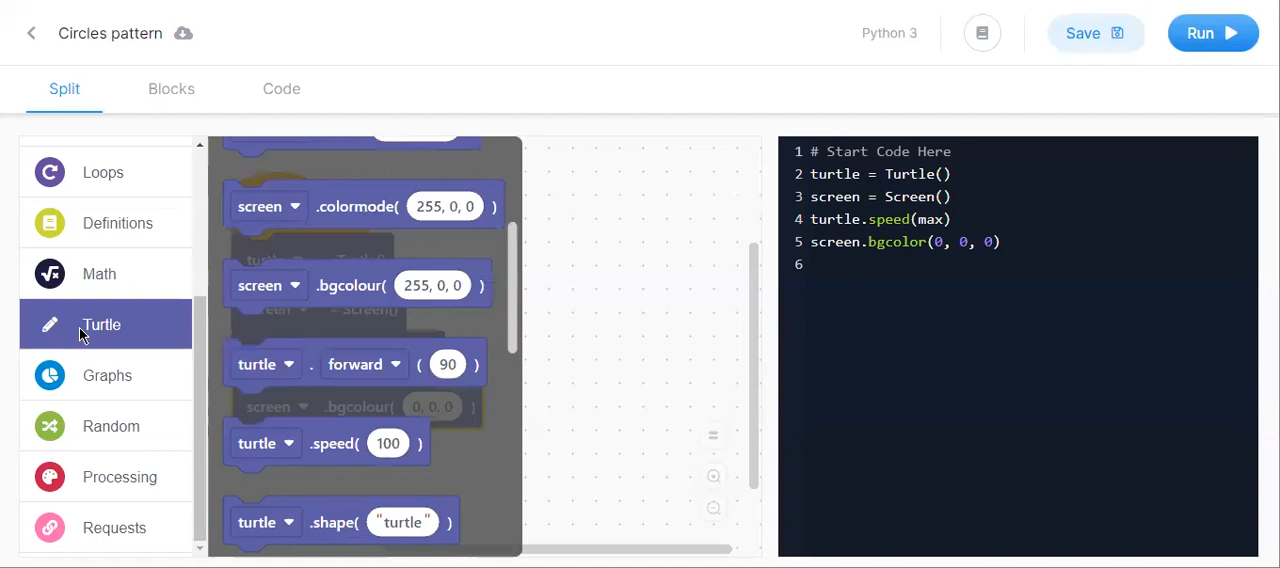 Circles pattern
Python 3
Save
Run
Split
Blocks
Code
Loops
Definitions
Math
Turtle
Graphs
Random
Processing
Requests
screen .colormode( 255, 0, 0 )
screen .bgcolour( 255, 0, 0 )
= Screen()
turtle . forward ( 90 )
screen .bgcolour( 0, 0, 0 )
turtle .speed( 100 )
turtle .shape( "turtle" )
1 # Start Code Here
2 turtle = Turtle()
3 screen = Screen()
4 turtle.speed(max)
5 screen.bgcolor(0, 0, 0)
6